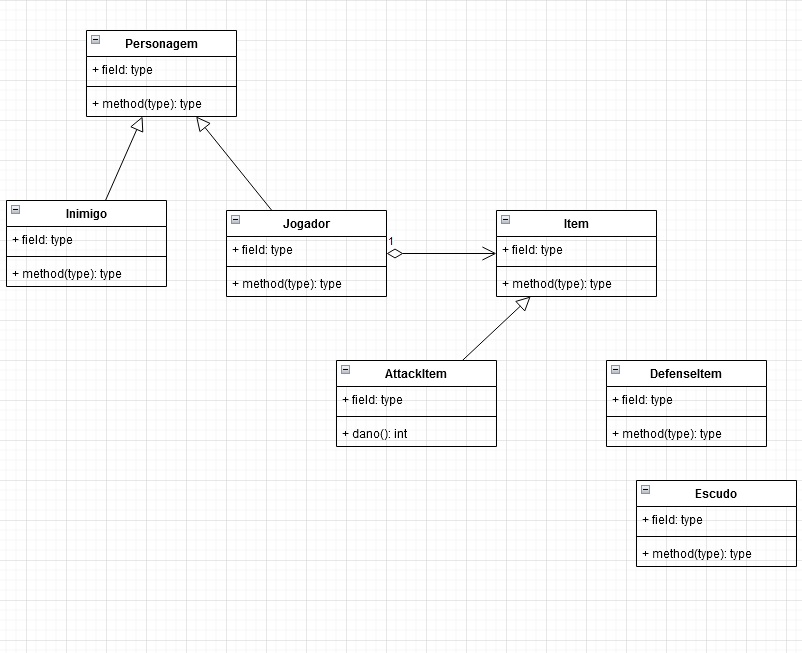 Personagem
+ field: type
+ method(type): type
Inimigo
+ field: type
+ method(type): type
Jogador
+ field: type
+ method(type): type
1
Item
+ field: type
+ method(type): type
AttackItem
+ field: type
+ dano(): int
DefenseItem
+ field: type
+ method(type): type
Escudo
+ field: type
+ method(type): type